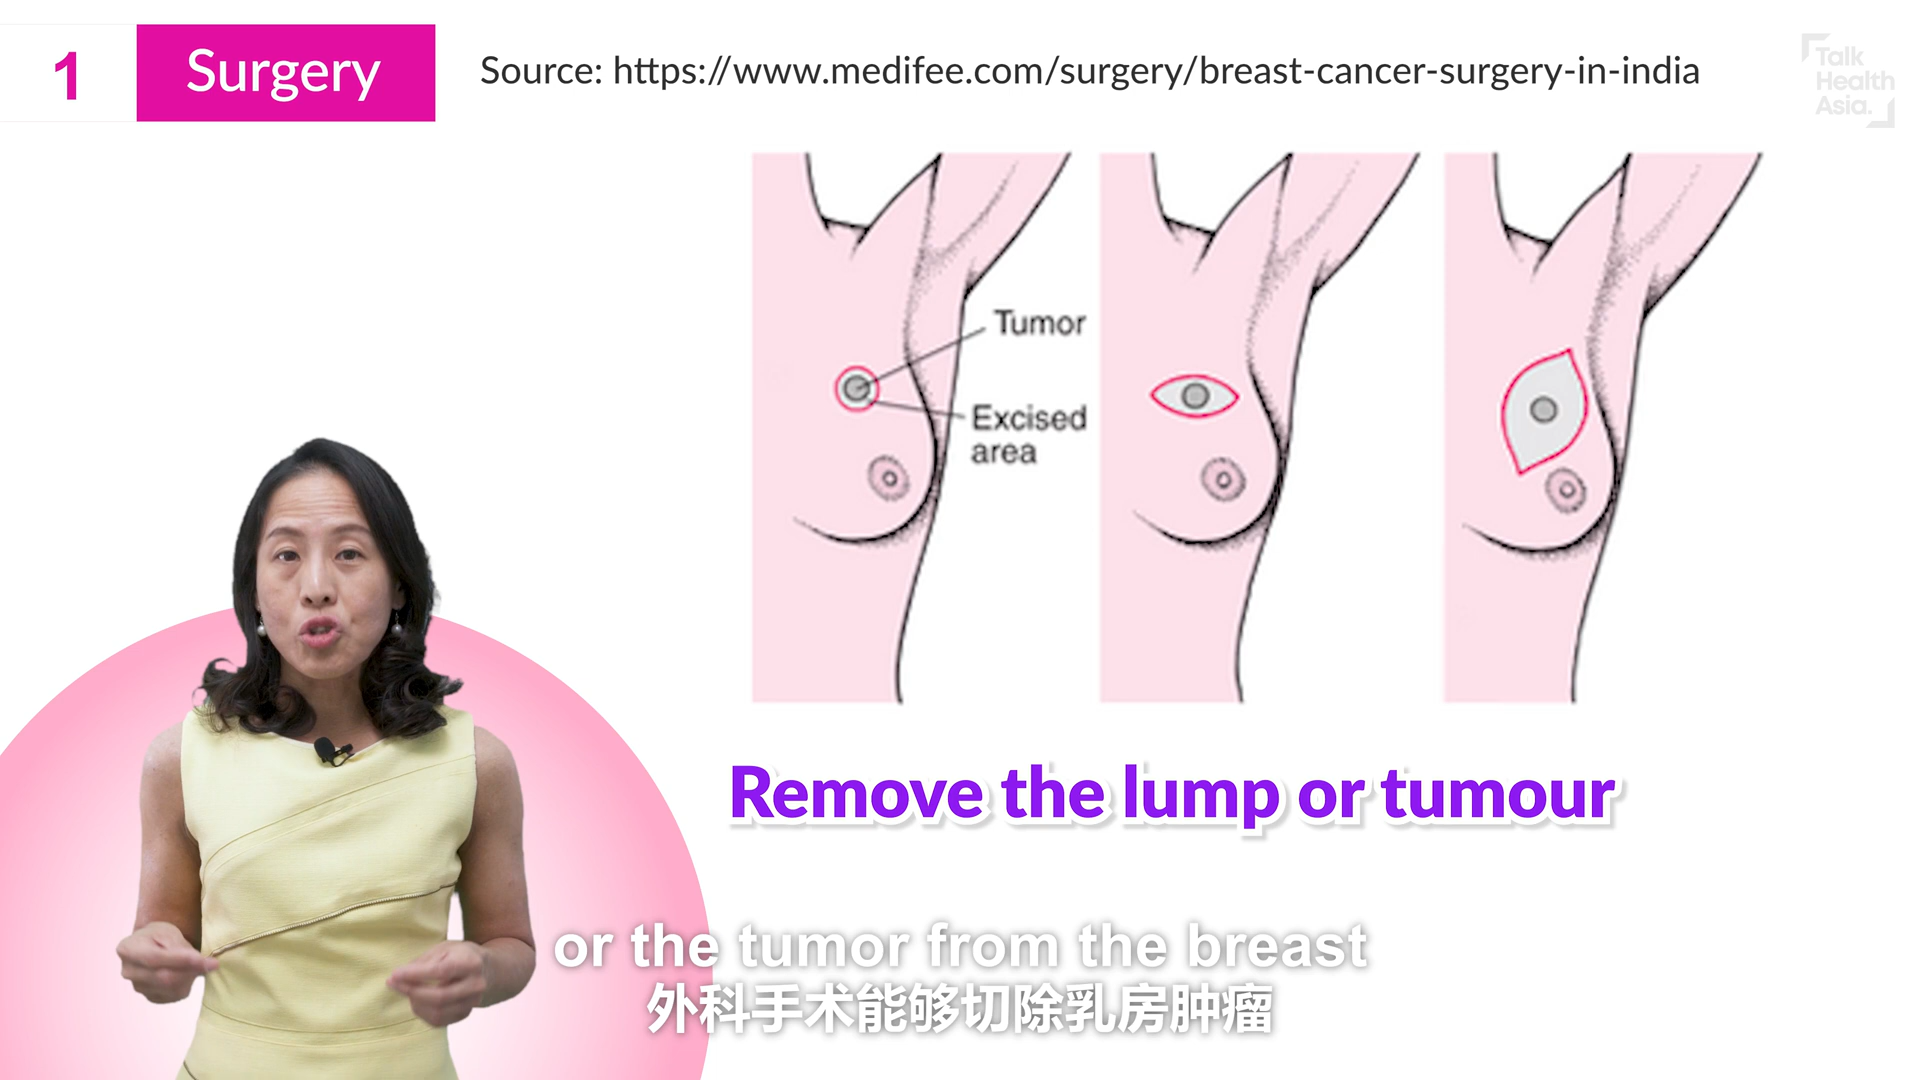 1
Surgery
Source: https://www.medifee.com/surgery/breast-cancer-surgery-in-india
Talk
Health
Asia.
Tumor
Excised
area
Remove the lump or tumour
or the tumor from the breast
外科手术能够切除乳房肿瘤